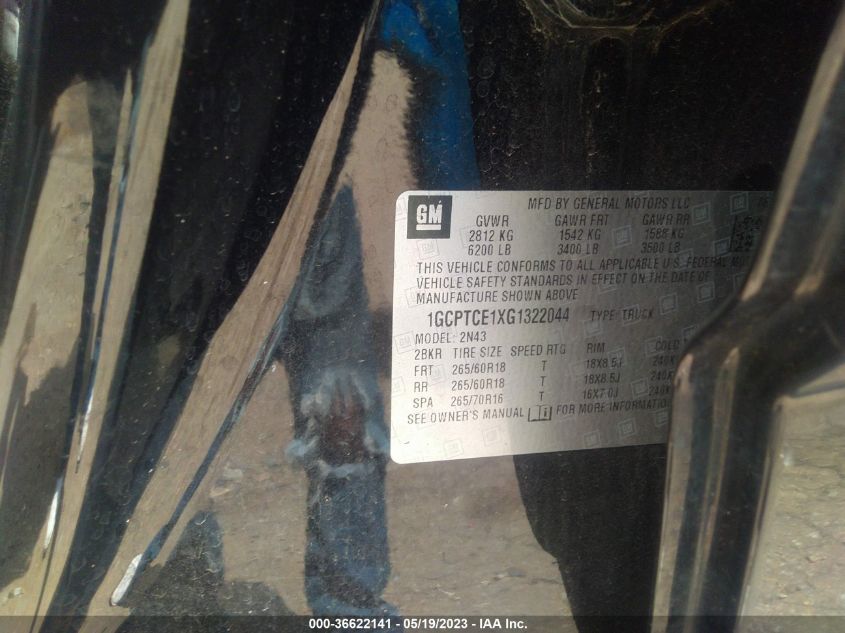 GM
MFD BY GENERAL MOTORS LLC
GVWR GAWR FRT GAWR RR
2812 KG 1542 KG 1588 KG
6200 LB 3400 LB 3500 LB
THIS VEHICLE CONFORMS TO ALL APPLICABLE U.S. FEDERAL
VEHICLE SAFETY STANDARDS IN EFFECT ON THE DATE OF
MANUFACTURE SHOWN ABOVE.
1GCPTCE1XG1322044 TYPE: TRUCK
MODEL: 2N43
2BKR TIRE SIZE SPEED RTG RIM COLD
FRT 265/60R18 T 18X8.5J 240K
RR 265/60R18 T 18X8.5J 240K
SPA 265/70R16 T 16X7.0J 240K
SEE OWNER'S MANUAL FOR MORE INFORMATION
000-36622141 - 05/19/2023 - IAA Inc.